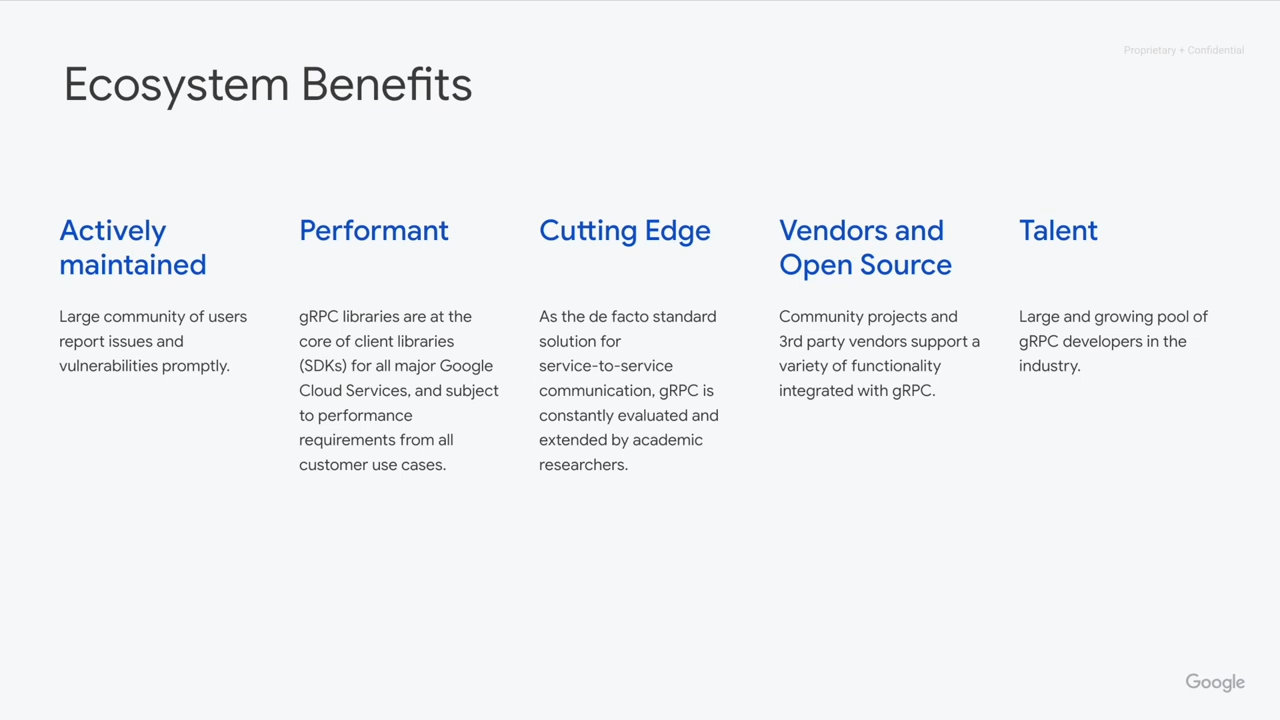 Proprietary + Confidential
Ecosystem Benefits
Actively
maintained
Large community of users
report issues and
vulnerabilities promptly.
Performant
gRPC libraries are at the
core of client libraries
(SDKs) for all major Google
Cloud Services, and subject
to performance
requirements from all
customer use cases.
Cutting Edge
As the de facto standard
solution for
service-to-service
communication, gRPC is
constantly evaluated and
extended by academic
researchers.
Vendors and
Open Source
Community projects and
3rd party vendors support a
variety of functionality
integrated with gRPC.
Talent
Large and growing pool of
gRPC developers in the
industry.
Google